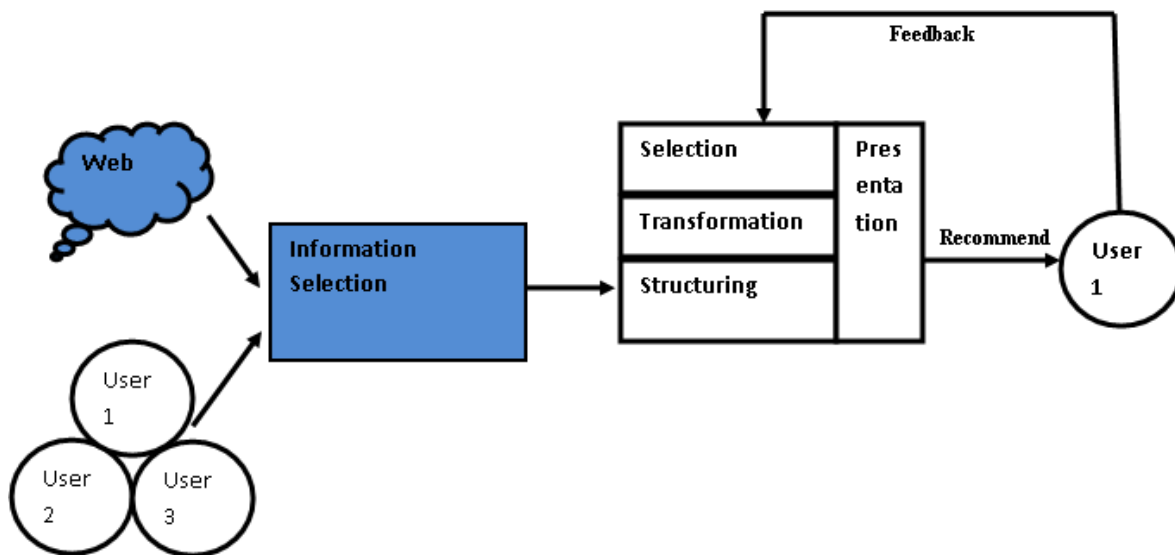 Feedback
Web
Selection
Transformation
Structuring
Pres
enta
tion
Recommend
User
1
Information
Selection
User
1
User
2
User
3